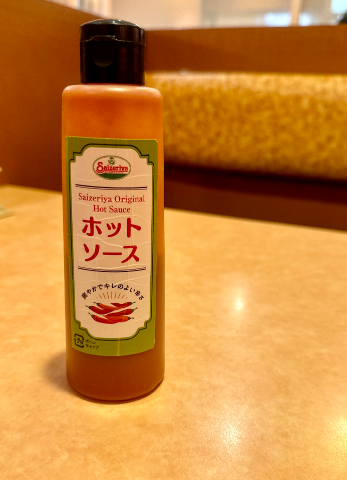 Saizeriya
Saizeriya Original
Hot Sauce
ホット
ソース
爽やかでキレのよい辛さ